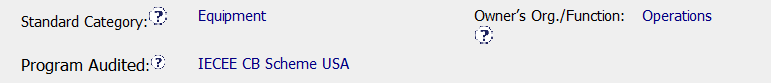 Standard Category:? Equipment Owner's Org./Function: Operations
?
Program Audited:? IECEE CB Scheme USA